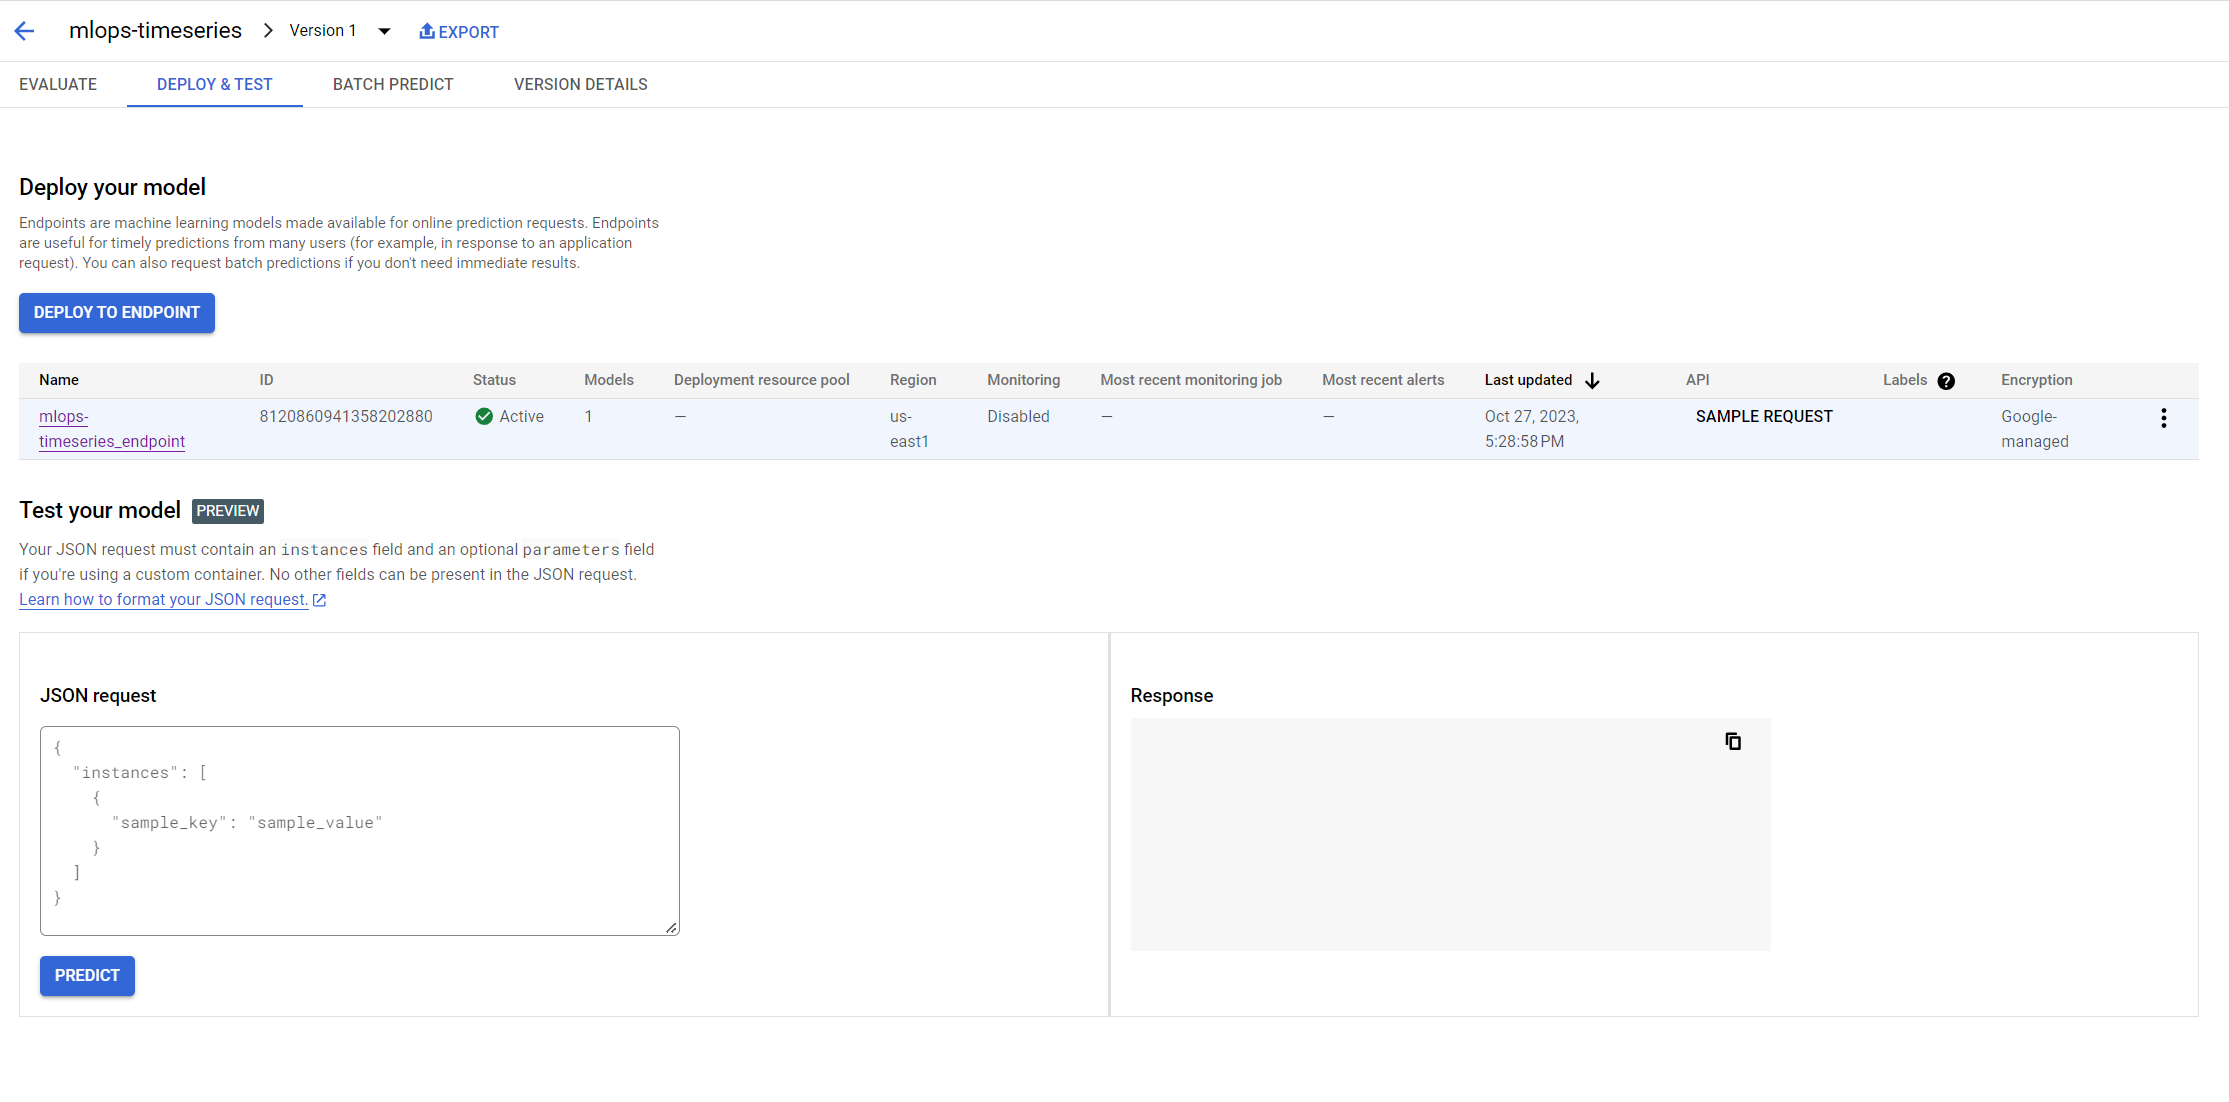 mlops-timeseries > Version 1 EXPORT
EVALUATE DEPLOY & TEST BATCH PREDICT VERSION DETAILS
Deploy your model
Endpoints are machine learning models made available for online prediction requests. Endpoints
are useful for timely predictions from many users (for example, in response to an application
request). You can also request batch predictions if you don't need immediate results.
DEPLOY TO ENDPOINT
Name ID Status Models Deployment resource pool Region Monitoring Most recent monitoring job Most recent alerts Last updated API Labels Encryption
mlops- 8120860941358202880 Active 1 — us- Disabled — — Oct 27, 2023, SAMPLE REQUEST Google-
timeseries_endpoint east1 5:28:58 PM managed
Test your model PREVIEW
Your JSON request must contain an instances field and an optional parameters field
if you're using a custom container. No other fields can be present in the JSON request.
Learn how to format your JSON request.
JSON request
{
"instances": [
{
"sample_key": "sample_value"
}
]
}
PREDICT
Response